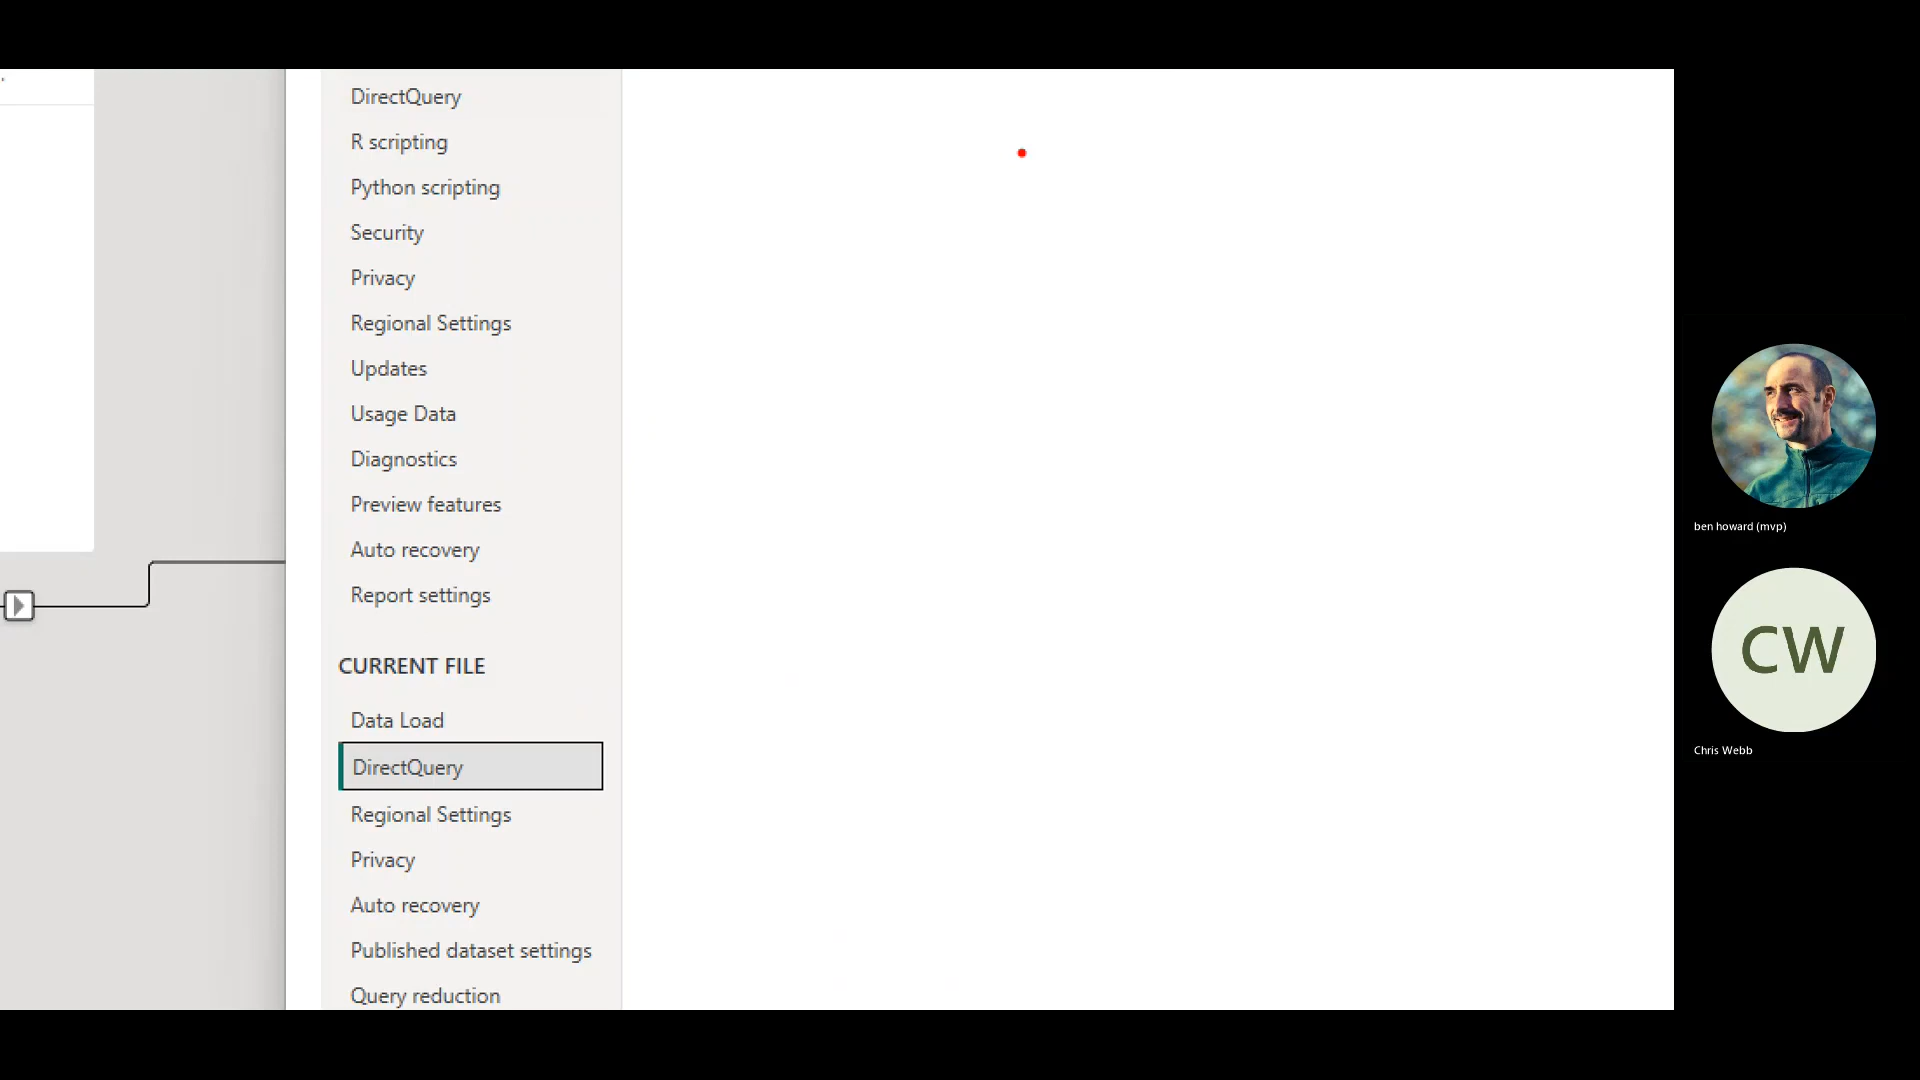 DirectQuery
R scripting
Python scripting
Security
Privacy
Regional Settings
Updates
Usage Data
Diagnostics
Preview features
Auto recovery
Report settings
CURRENT FILE
Data Load
DirectQuery
Regional Settings
Privacy
Auto recovery
Published dataset settings
Query reduction
ben howard (mvp)
CW
Chris Webb